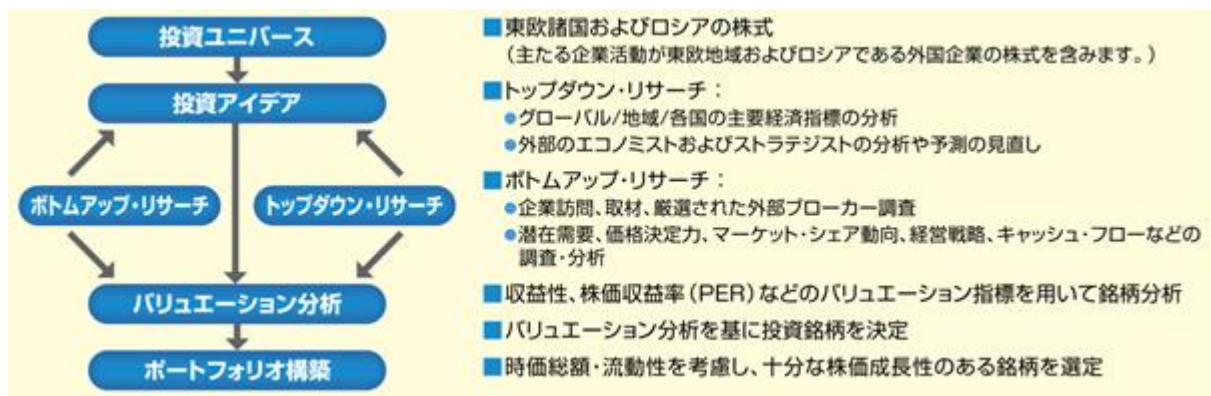 投資ユニバース
投資アイデア
ボトムアップ・リサーチ
トップダウン・リサーチ
バリュエーション分析
ポートフォリオ構築
■東欧諸国およびロシアの株式
（主たる企業活動が東欧地域およびロシアである外国企業の株式を含みます。）
■トップダウン・リサーチ：
●グローバル/地域/各国の主要経済指標の分析
●外部のエコノミストおよびストラテジストの分析や予測の見直し
■ボトムアップ・リサーチ：
●企業訪問、取材、厳選された外部ブローカー調査
●潜在需要、価格決定力、マーケット・シェア動向、経営戦略、キャッシュ・フローなどの
調査・分析
■収益性、株価収益率（PER）などのバリュエーション指標を用いて銘柄分析
■バリュエーション分析を基に投資銘柄を決定
■時価総額・流動性を考慮し、十分な株価成長性のある銘柄を選定